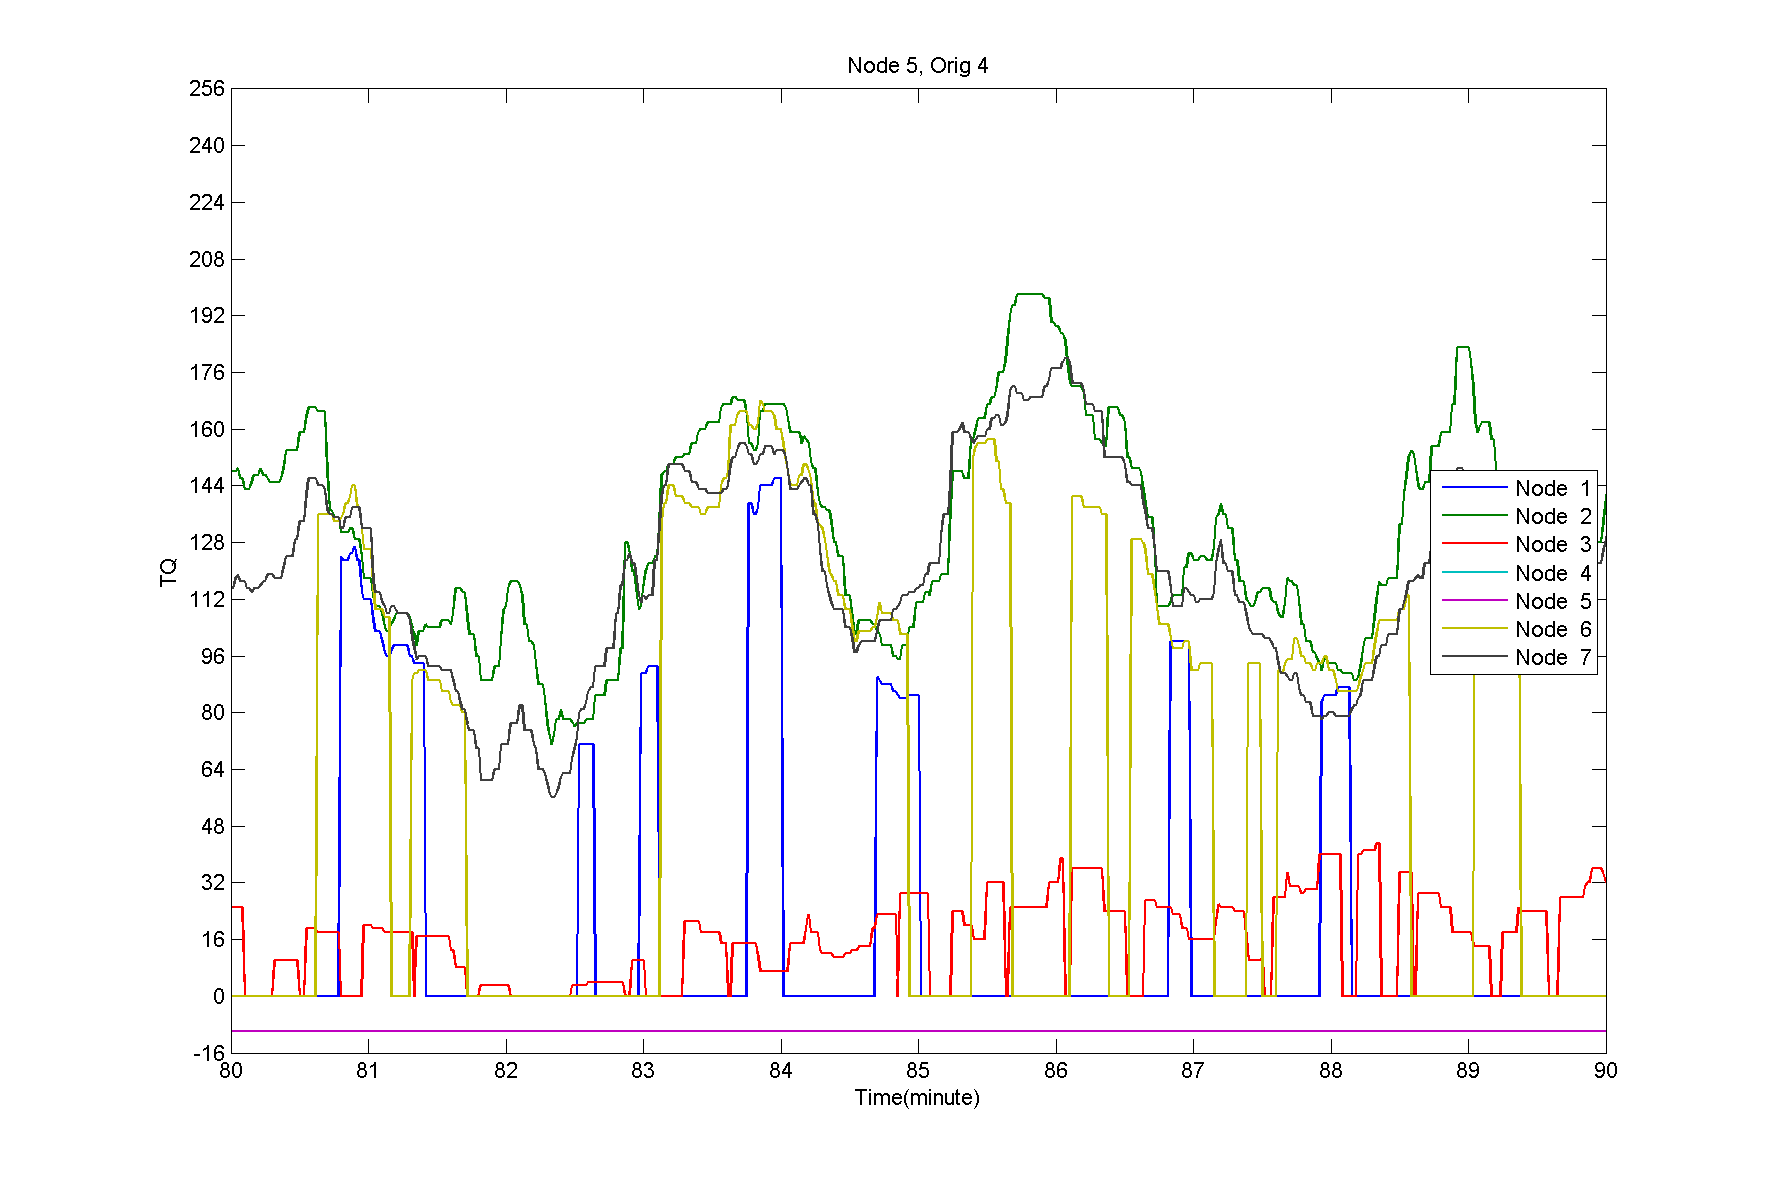 Node 5, Orig 4
256
240
224
208
192
176
160
144
128
112
96
80
64
48
32
16
0
-16
TQ
Node 1
Node 2
Node 3
Node 4
Node 5
Node 6
Node 7
80 81 82 83 84 85 86 87 88 89 90
Time(minute)